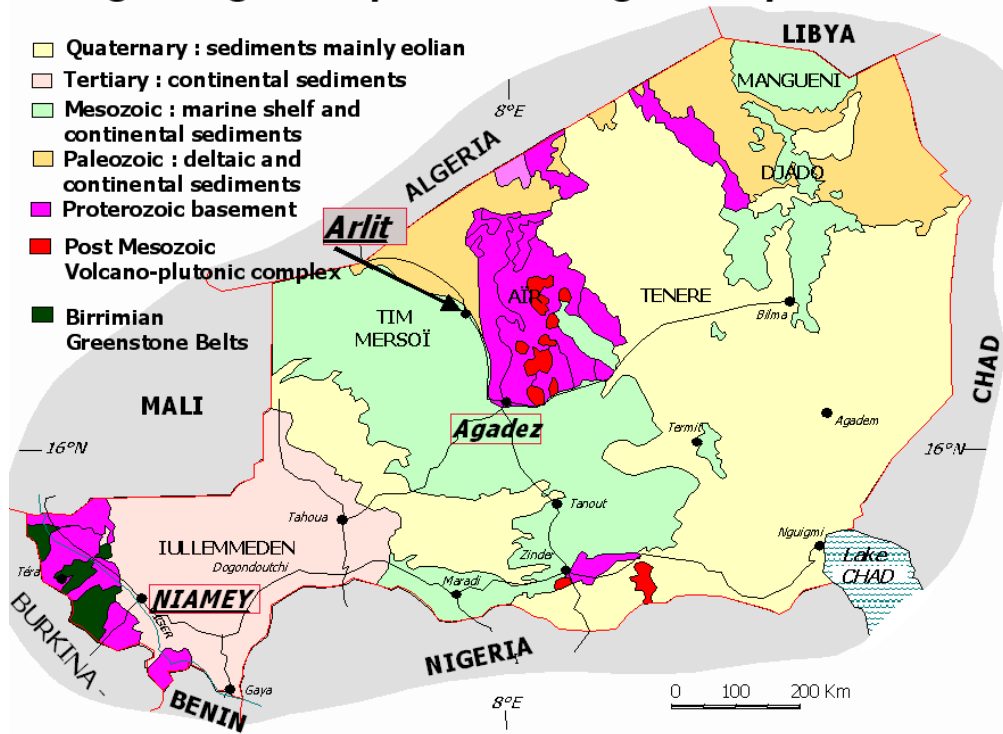 Quaternary : sediments mainly eolian
Tertiary : continental sediments
Mesozoic : marine shelf and
continental sediments
Paleozoic : deltaic and
continental sediments
Proterozoic basement
Post Mesozoic
Volcano-plutonic complex
Birrimian
Greenstone Belts
LIBYA
MANGUENI
8°E
ALGERIA
DJADO
Arlit
AÏR
TENERE
TIM
MERSOÏ
Bilma
CHAD
MALI
Agadez
Agadem
Termit
16°N
16°N
Tanout
Tahoua
Nguigmi
IULLEMMEDEN
Zinder
Lake
CHAD
Dogondoutchi
Téra
Maradi
NIAMEY
BURKINA -
NIGERIA
Gaya
BENIN
8°E
0 100 200 Km